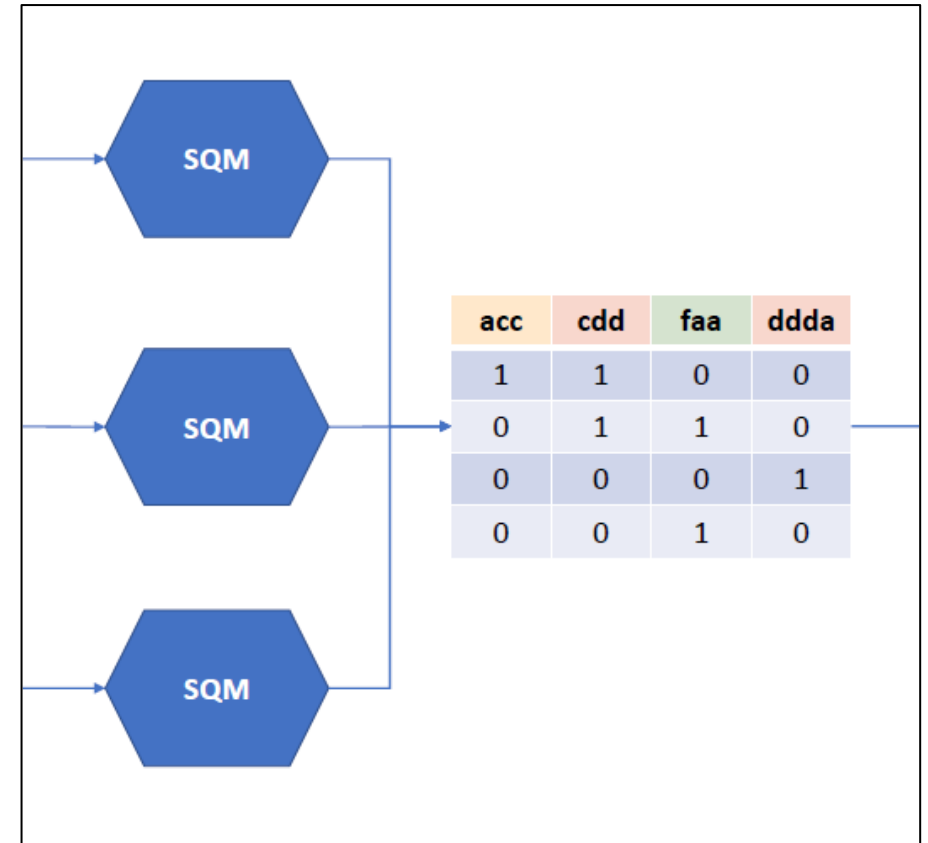 SQM
acc cdd faa ddda
1 1 0 0
SQM
0 1 1 0
0 0 0 1
0 0 1 0
SQM